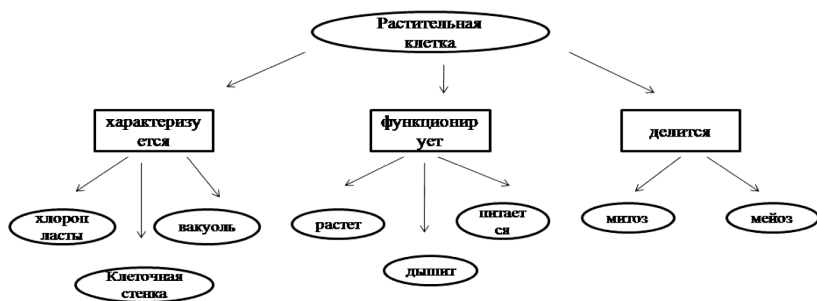 Растительная
клетка
характеризу
ется
функционир
ует
делится
хлороп
ласты
вакуоль
растет
питает
ся
митоз
мейоз
Клеточная
стенка
дышит